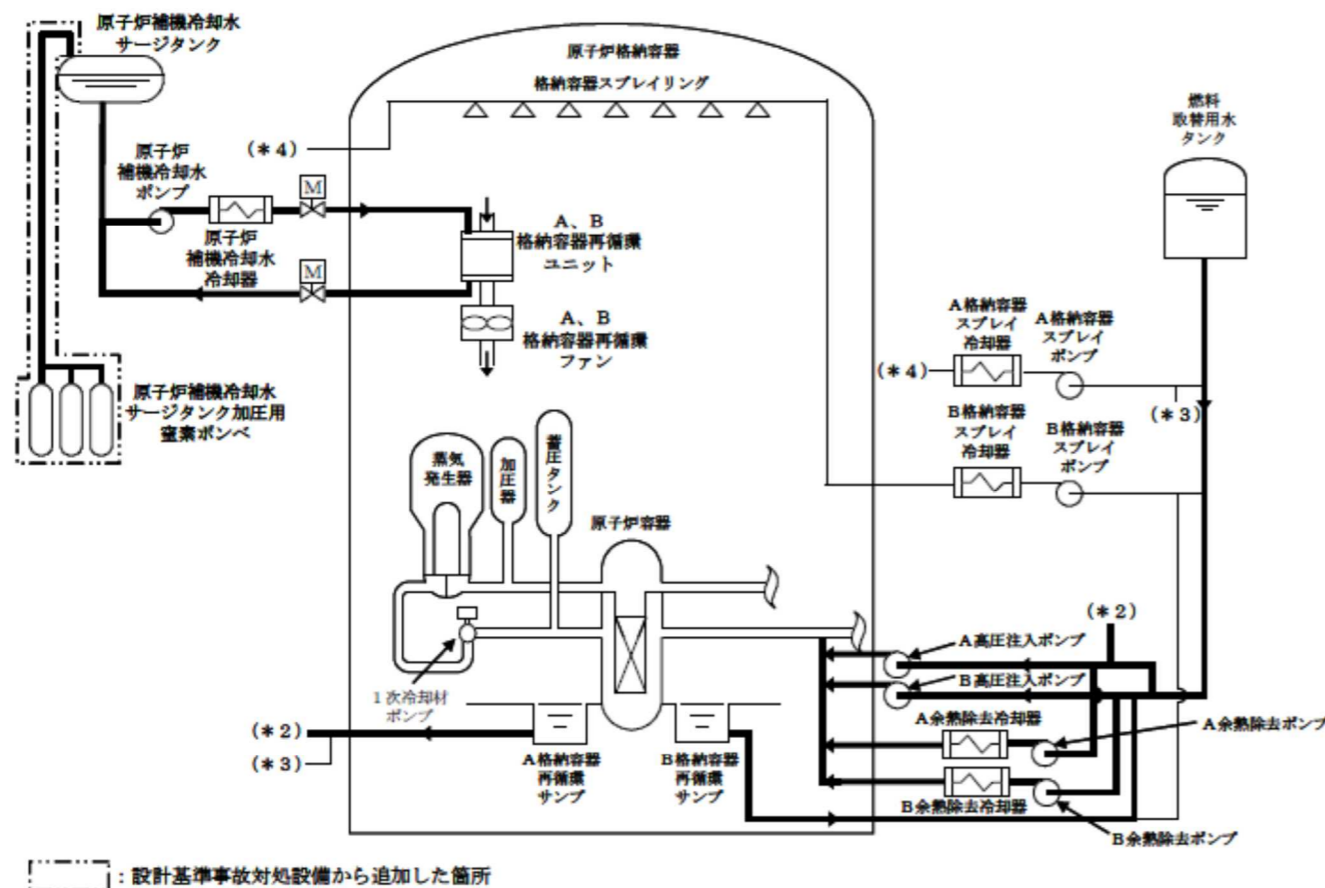 原子炉補機冷却水
サージタンク
原子炉格納容器
格納容器スプレイリング
燃料
取替用水
タンク
(*4)
原子炉
補機冷却水
ポンプ
M
原子炉
補機冷却水
冷却器
M
A、B
格納容器再循環
ユニット
A、B
格納容器再循環
ファン
A格納容器
スプレイ
冷却器
A格納容器
スプレイ
ポンプ
(*4)
(*3)
B格納容器
スプレイ
冷却器
B格納容器
スプレイ
ポンプ
原子炉補機冷却水
サージタンク加圧用
窒素ボンベ
蒸気
発生器
加圧器
蓄圧タンク
原子炉容器
1次冷却材
ポンプ
(*2)
A高圧注入ポンプ
B高圧注入ポンプ
A余熱除去冷却器
A余熱除去ポンプ
B余熱除去冷却器
B余熱除去ポンプ
(*2)
(*3)
A格納容器
再循環
サンプ
B格納容器
再循環
サンプ
:設計基準事故対処設備から追加した箇所